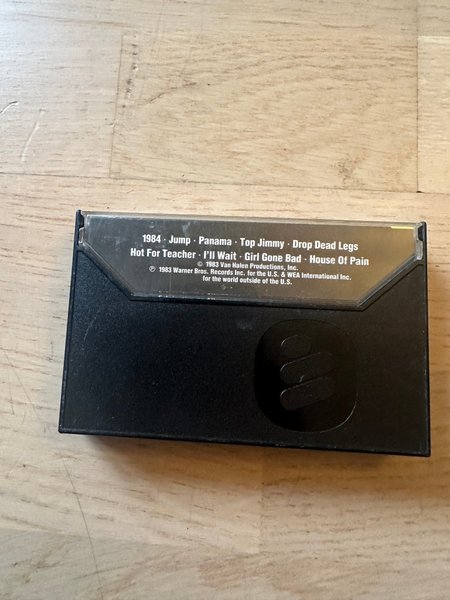 1984 · Jump · Panama · Top Jimmy · Drop Dead Legs
Hot For Teacher · I'll Wait · Girl Gone Bad · House Of Pain
© 1983 Van Halen Productions, Inc.
℗ 1983 Warner Bros. Records Inc. for the U.S. & WEA International Inc.
for the world outside of the U.S.